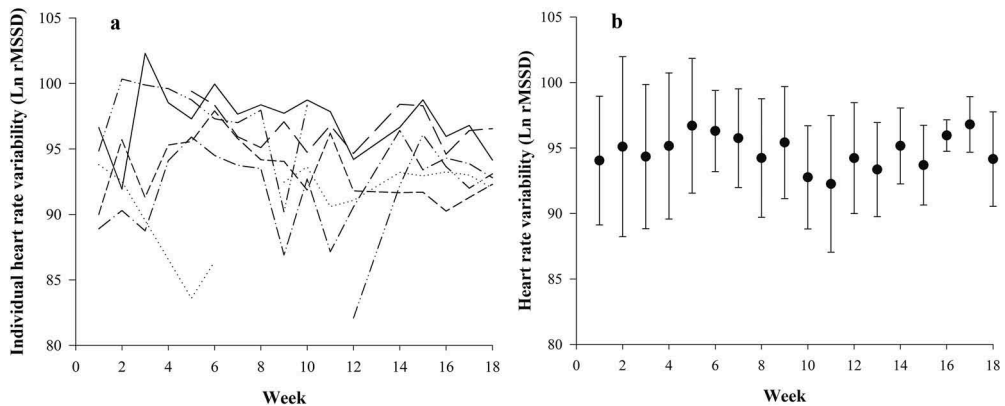 a
Individual heart rate variability (Ln rMSSD)
105
100
95
90
85
80
0 2 4 6 8 10 12 14 16 18
Week
b
Heart rate variability (Ln rMSSD)
105
100
95
90
85
80
0 2 4 6 8 10 12 14 16 18
Week